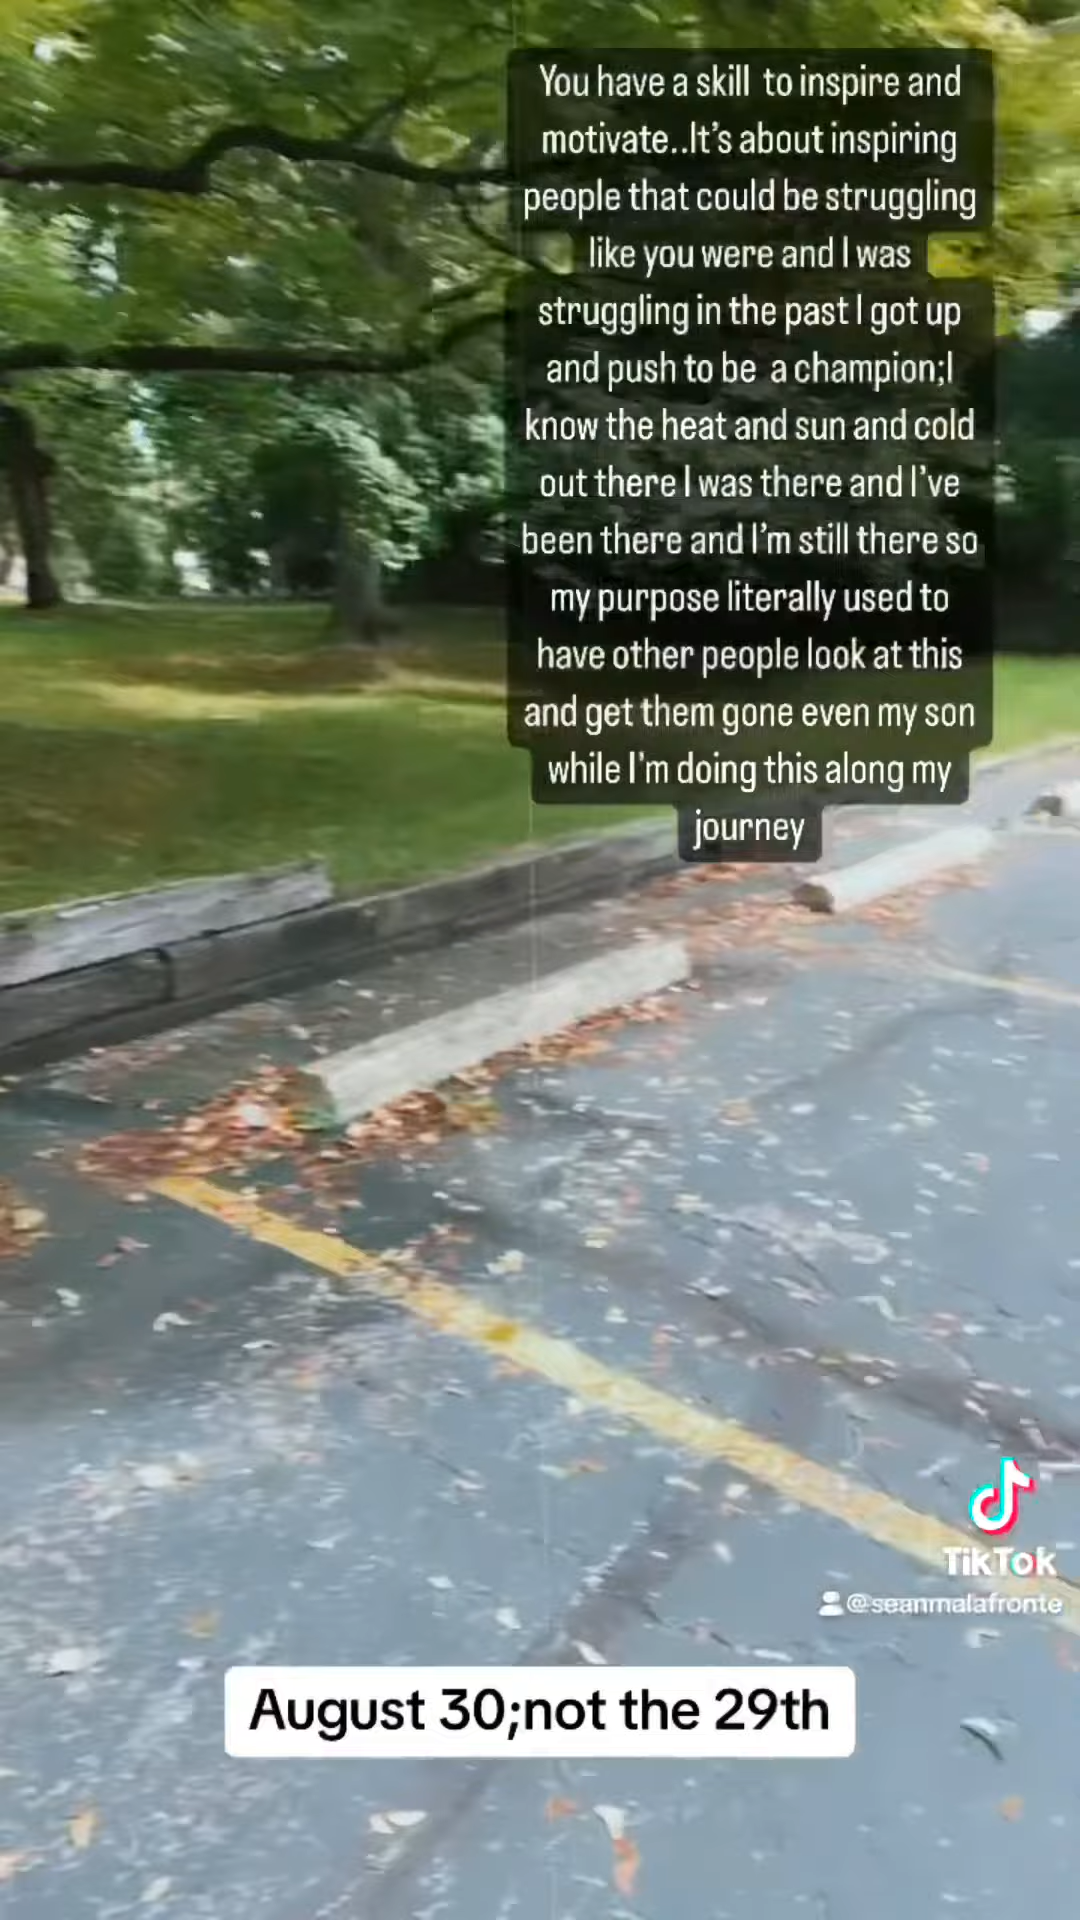 You have a skill to inspire and
motivate..It's about inspiring
people that could be struggling
like you were and I was
struggling in the past I got up
and push to be a champion;I
know the heat and sun and cold
out there I was there and I've
been there and I'm still there so
my purpose literally used to
have other people look at this
and get them gone even my son
while I'm doing this along my
journey
TikTok
@seanmalafronte
August 30;not the 29th